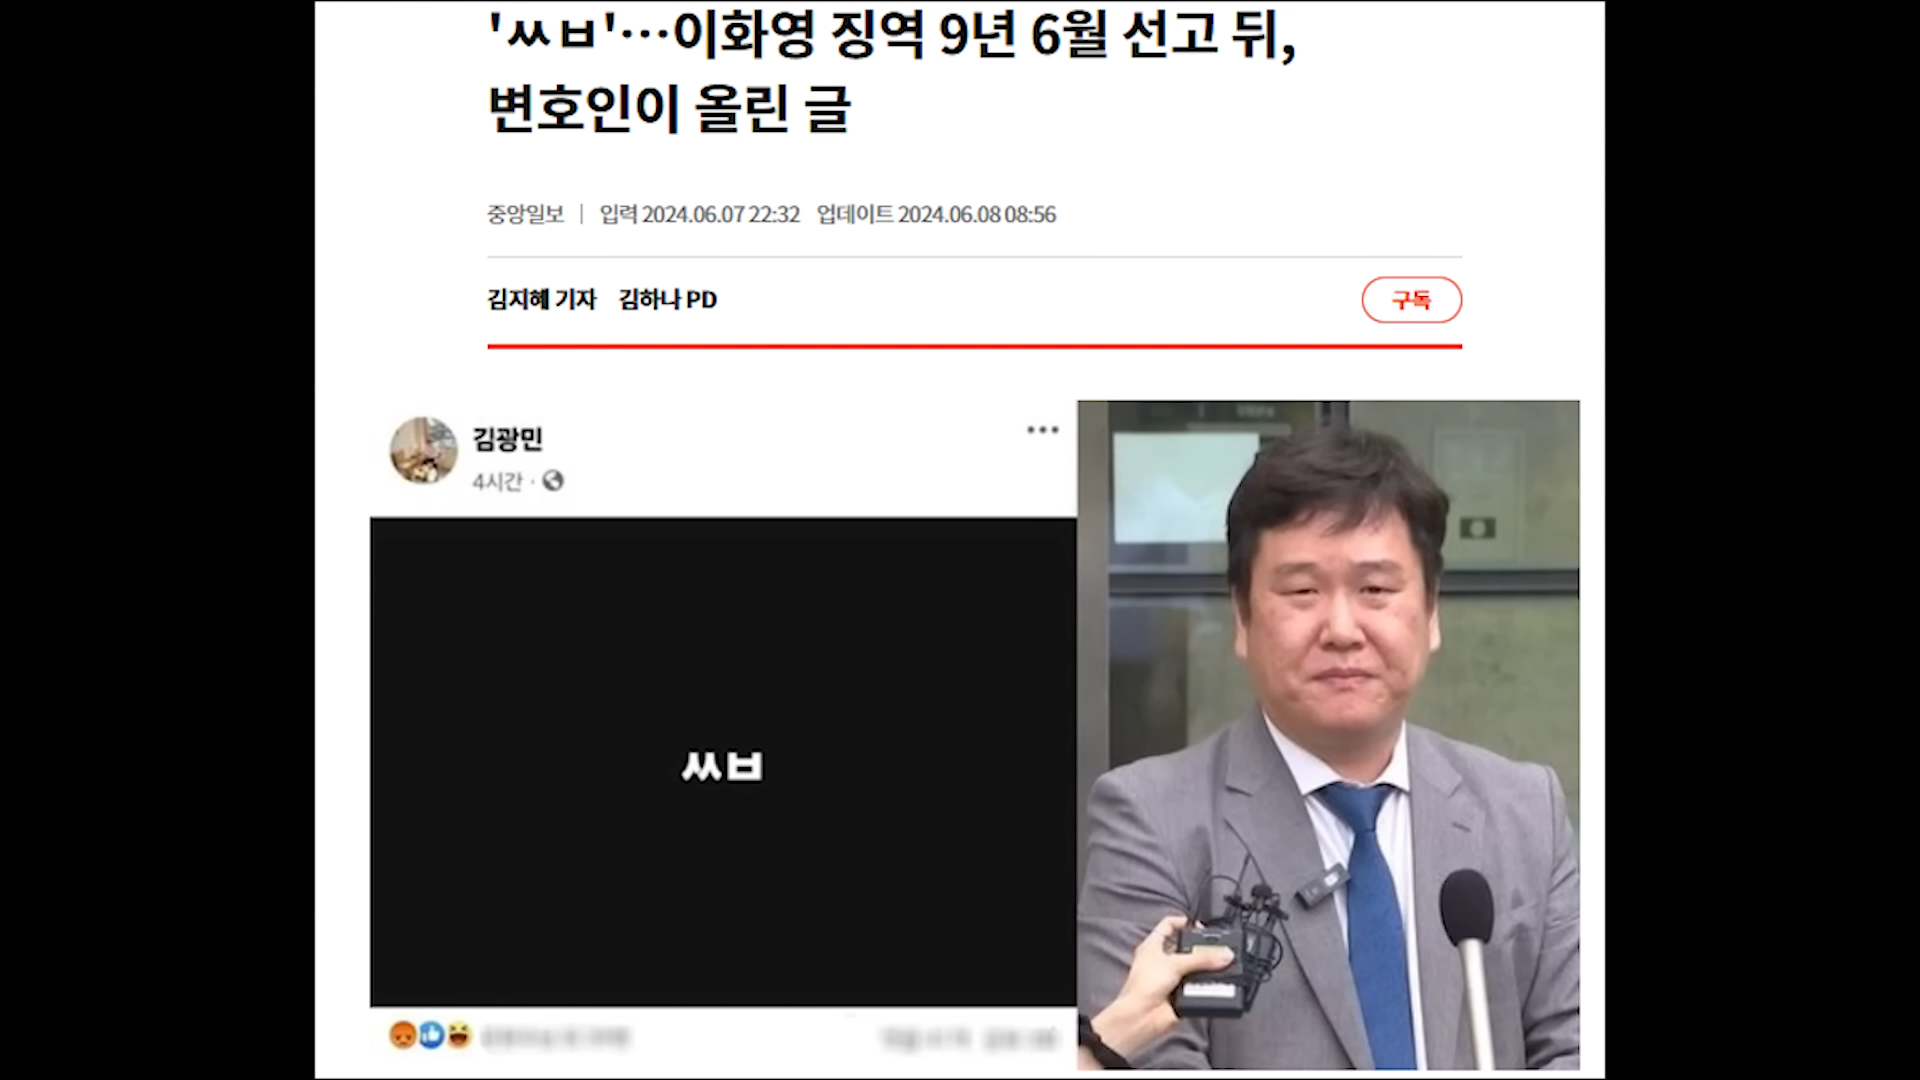 'ㅆㅂ'…이화영 징역 9년 6월 선고 뒤,
변호인이 올린 글
중앙일보 | 입력 2024.06.07 22:32 업데이트 2024.06.08 08:56
김지혜 기자 김하나 PD
구독
김광민
4시간 ·
ㅆㅂ